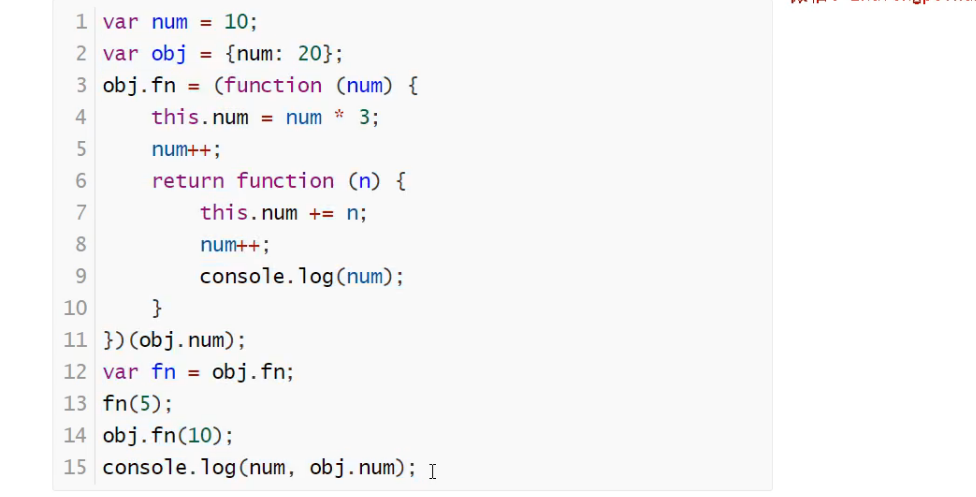 1 var num = 10;
2 var obj = {num: 20};
3 obj.fn = (function (num) {
4     this.num = num * 3;
5     num++;
6     return function (n) {
7         this.num += n;
8         num++;
9         console.log(num);
10     }
11 })(obj.num);
12 var fn = obj.fn;
13 fn(5);
14 obj.fn(10);
15 console.log(num, obj.num);